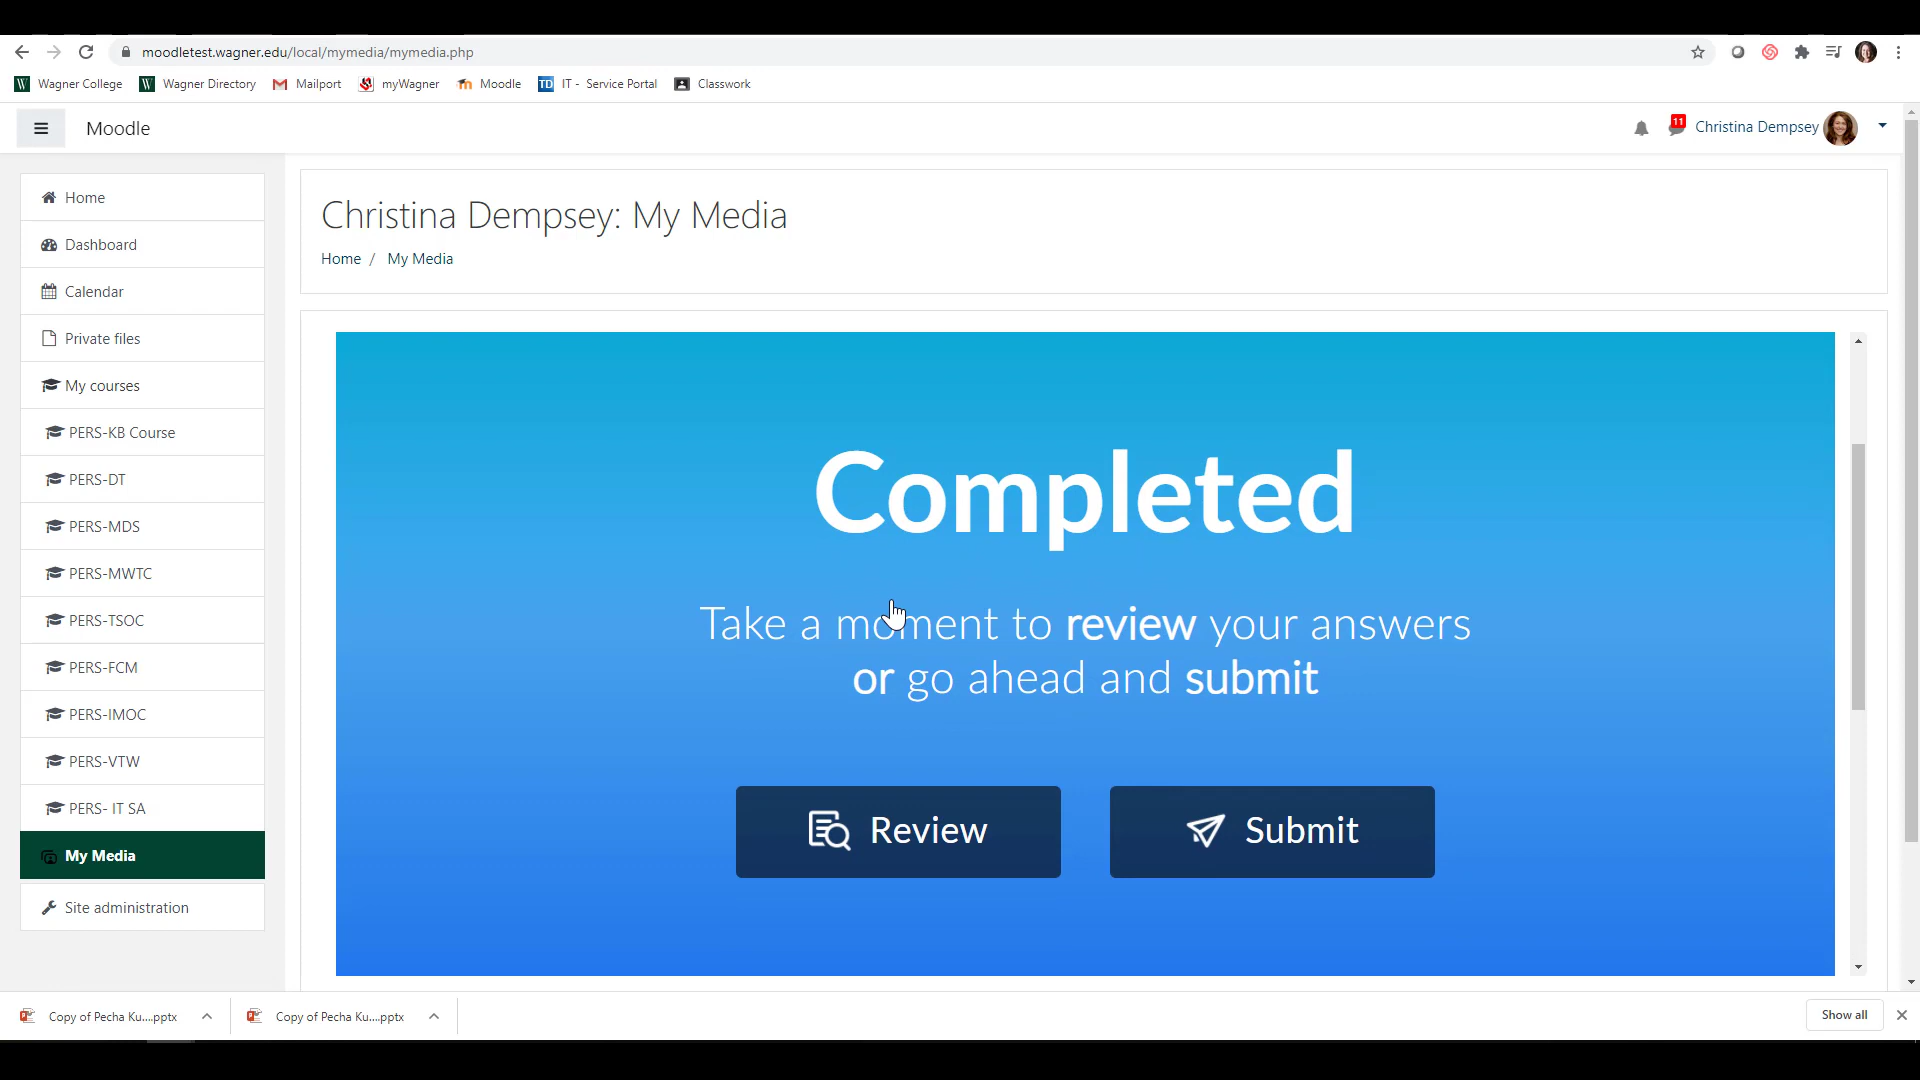 moodletest.wagner.edu/local/mymedia/mymedia.php
W Wagner College W Wagner Directory Mailport myWagner Moodle TD IT - Service Portal Classwork
Moodle
11 Christina Dempsey
Home
Dashboard
Calendar
Private files
My courses
PERS-KB Course
PERS-DT
PERS-MDS
PERS-MWTC
PERS-TSOC
PERS-FCM
PERS-IMOC
PERS-VTW
PERS- IT SA
My Media
Site administration
Christina Dempsey: My Media
Home / My Media
Completed
Take a moment to review your answers
or go ahead and submit
Review Submit
Copy of Pecha Ku....pptx Copy of Pecha Ku....pptx Show all